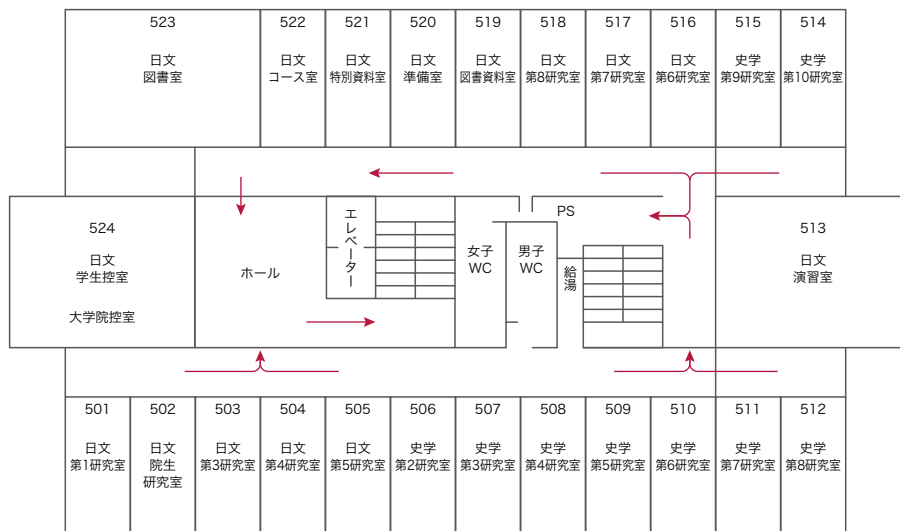 523
日文
図書室
522
日文
コース室
521
日文
特別資料室
520
日文
準備室
519
日文
図書資料室
518
日文
第8研究室
517
日文
第7研究室
516
日文
第6研究室
515
史学
第9研究室
514
史学
第10研究室
524
日文
学生控室
大学院控室
ホール
エレベーター
女子
WC
男子
WC
PS
給湯
513
日文
演習室
501
日文
第1研究室
502
日文
院生
研究室
503
日文
第3研究室
504
日文
第4研究室
505
日文
第5研究室
506
史学
第2研究室
507
史学
第3研究室
508
史学
第4研究室
509
史学
第5研究室
510
史学
第6研究室
511
史学
第7研究室
512
史学
第8研究室